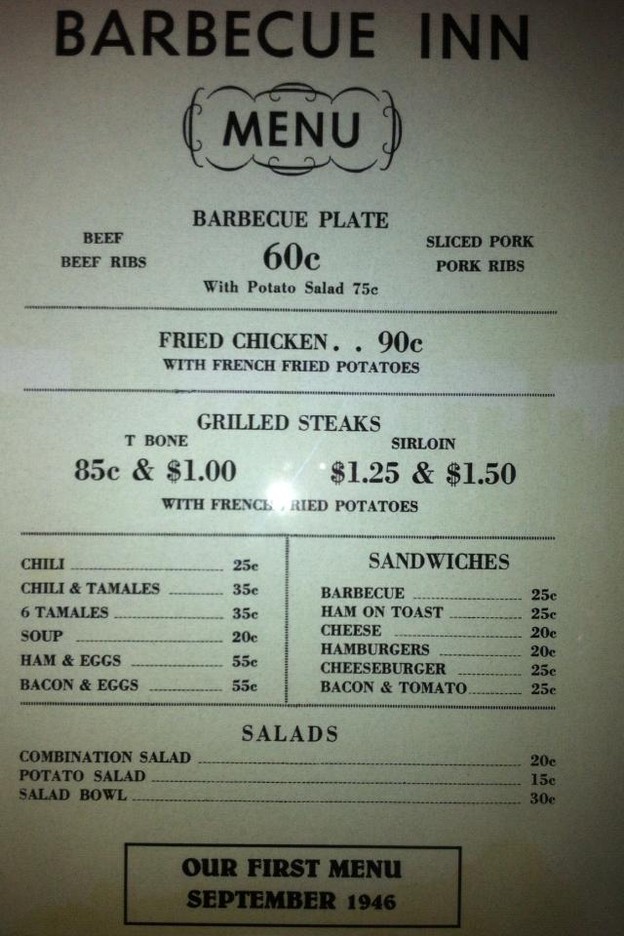 BARBECUE INN
MENU
BARBECUE PLATE
BEEF
BEEF RIBS
60c
SLICED PORK
PORK RIBS
With Potato Salad 75c
FRIED CHICKEN . . 90c
WITH FRENCH FRIED POTATOES
GRILLED STEAKS
T BONE
85c & $1.00
SIRLOIN
$1.25 & $1.50
WITH FRENCH FRIED POTATOES
CHILI 25c
CHILI & TAMALES 35c
6 TAMALES 35c
SOUP 20c
HAM & EGGS 55c
BACON & EGGS 55c
SANDWICHES
BARBECUE 25c
HAM ON TOAST 25c
CHEESE 20c
HAMBURGERS 20c
CHEESEBURGER 25c
BACON & TOMATO 25c
SALADS
COMBINATION SALAD 20c
POTATO SALAD 15c
SALAD BOWL 30c
OUR FIRST MENU
SEPTEMBER 1946